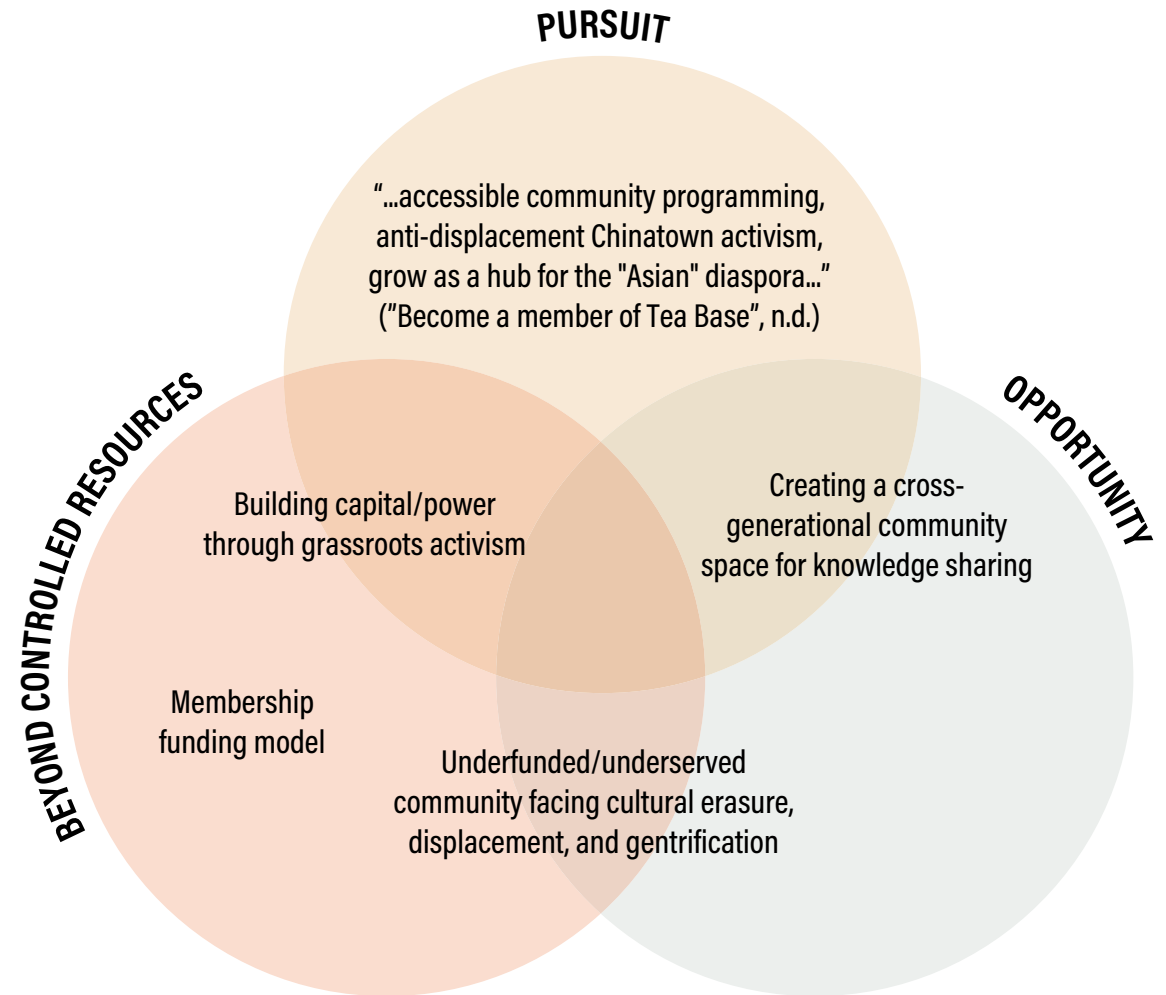 PURSUIT
“...accessible community programming,
anti-displacement Chinatown activism,
grow as a hub for the "Asian" diaspora...”
(”Become a member of Tea Base”, n.d.)
BEYOND CONTROLLED RESOURCES
OPPORTUNITY
Building capital/power
through grassroots activism
Creating a cross-
generational community
space for knowledge sharing
Membership
funding model
Underfunded/underserved
community facing cultural erasure,
displacement, and gentrification